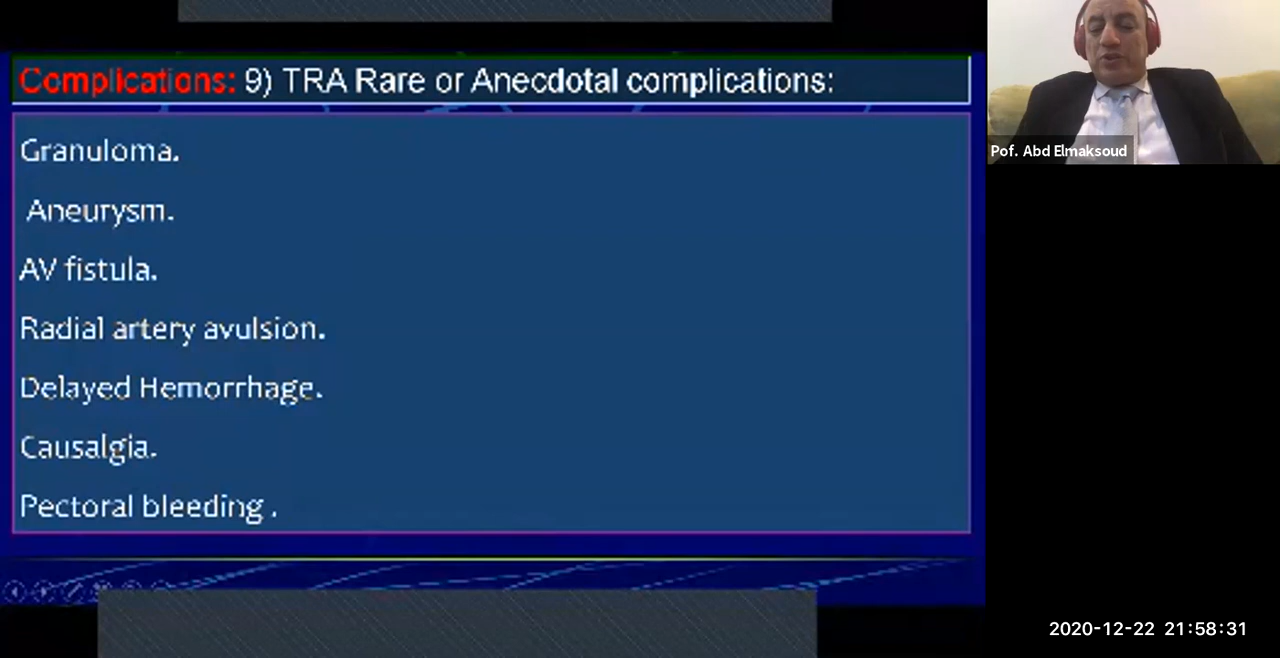 Complications: 9) TRA Rare or Anecdotal complications:
Granuloma.
Aneurysm.
AV fistula.
Radial artery avulsion.
Delayed Hemorrhage.
Causalgia.
Pectoral bleeding .
Pof. Abd Elmaksoud
2020-12-22 21:58:31